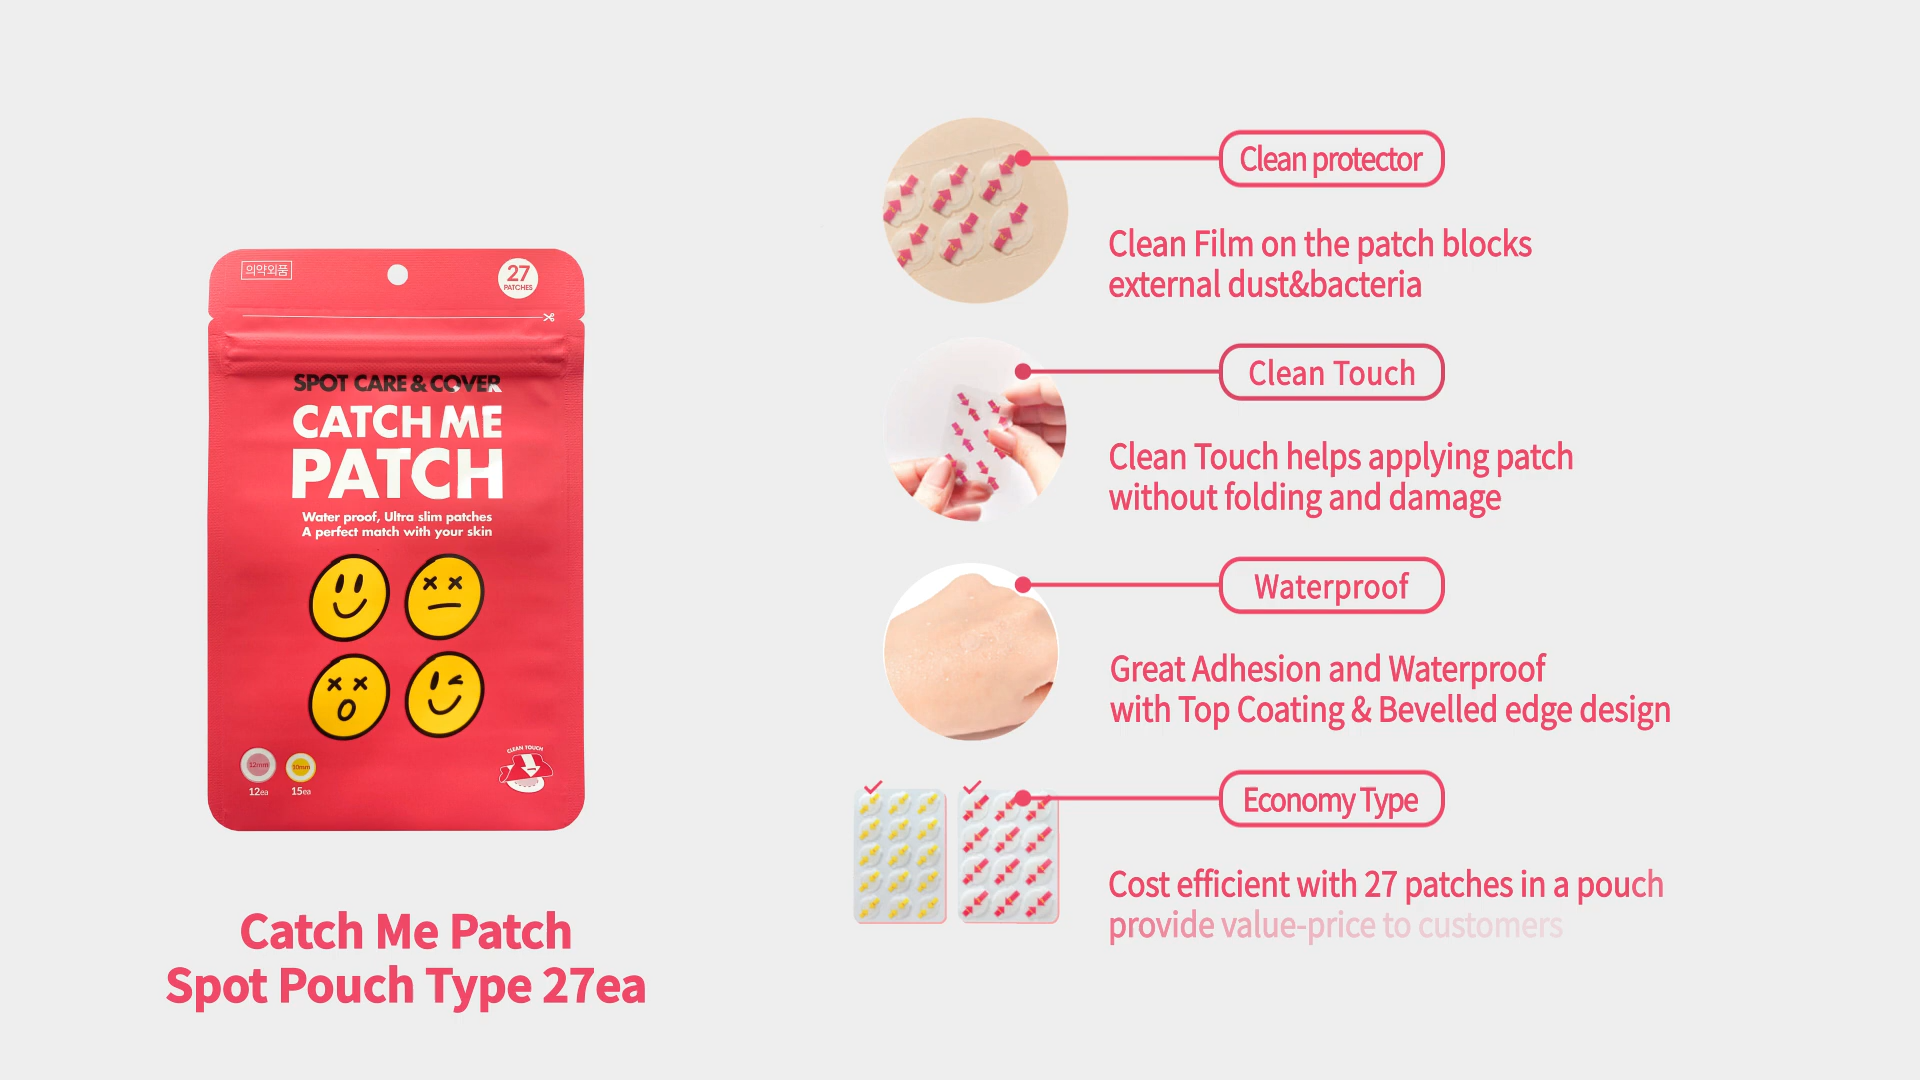 의약외품
27
PATCHES
SPOT CARE & COVER
CATCH ME
PATCH
Water proof, Ultra slim patches
A perfect match with your skin
12mm
10mm
12ea
15ea
CLEAN TOUCH
Catch Me Patch
Spot Pouch Type 27ea
Clean protector
Clean Film on the patch blocks
external dust&bacteria
Clean Touch
Clean Touch helps applying patch
without folding and damage
Waterproof
Great Adhesion and Waterproof
with Top Coating & Bevelled edge design
Economy Type
Cost efficient with 27 patches in a pouch
provide value-price to customers